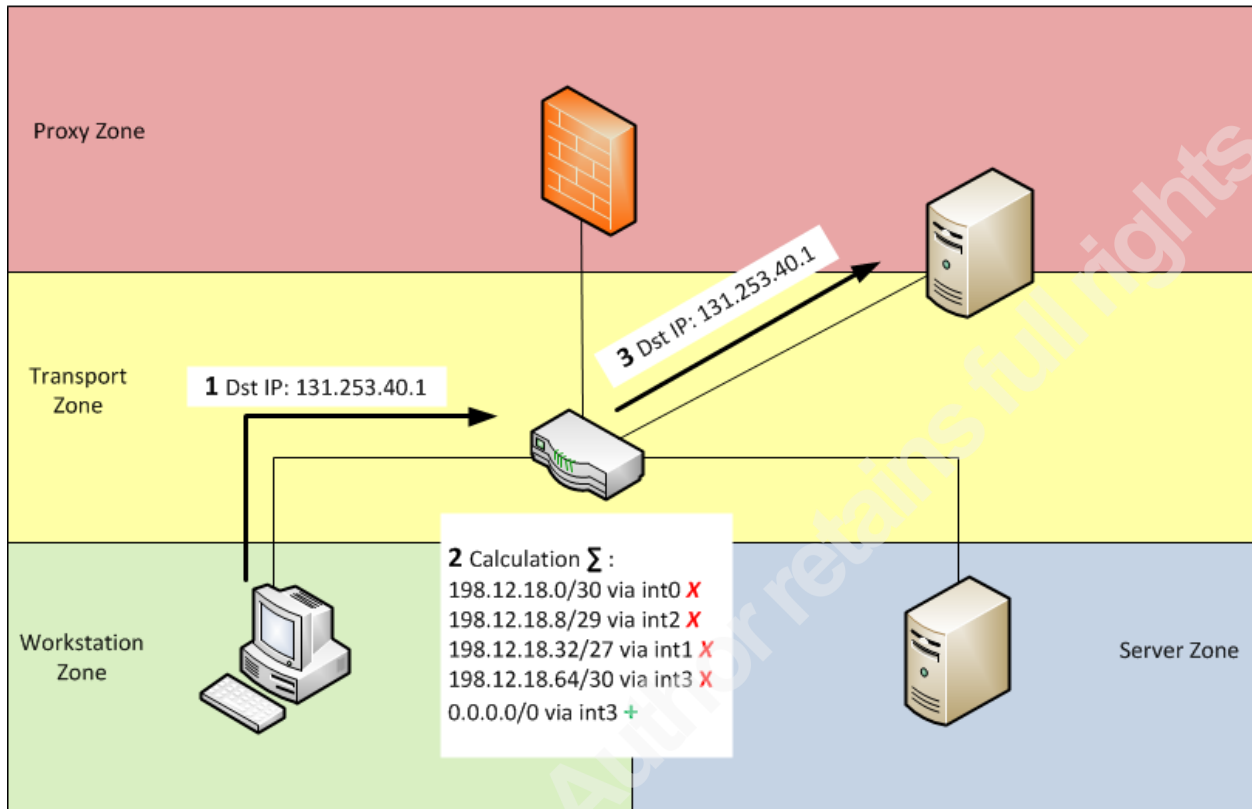 Proxy Zone
3 Dst IP: 131.253.40.1
Transport
Zone
1 Dst IP: 131.253.40.1
2 Calculation ∑ :
198.12.18.0/30 via int0 X
198.12.18.8/29 via int2 X
198.12.18.32/27 via int1 X
198.12.18.64/30 via int3 X
0.0.0.0/0 via int3 +
Workstation
Zone
Server Zone
Author retains full rights